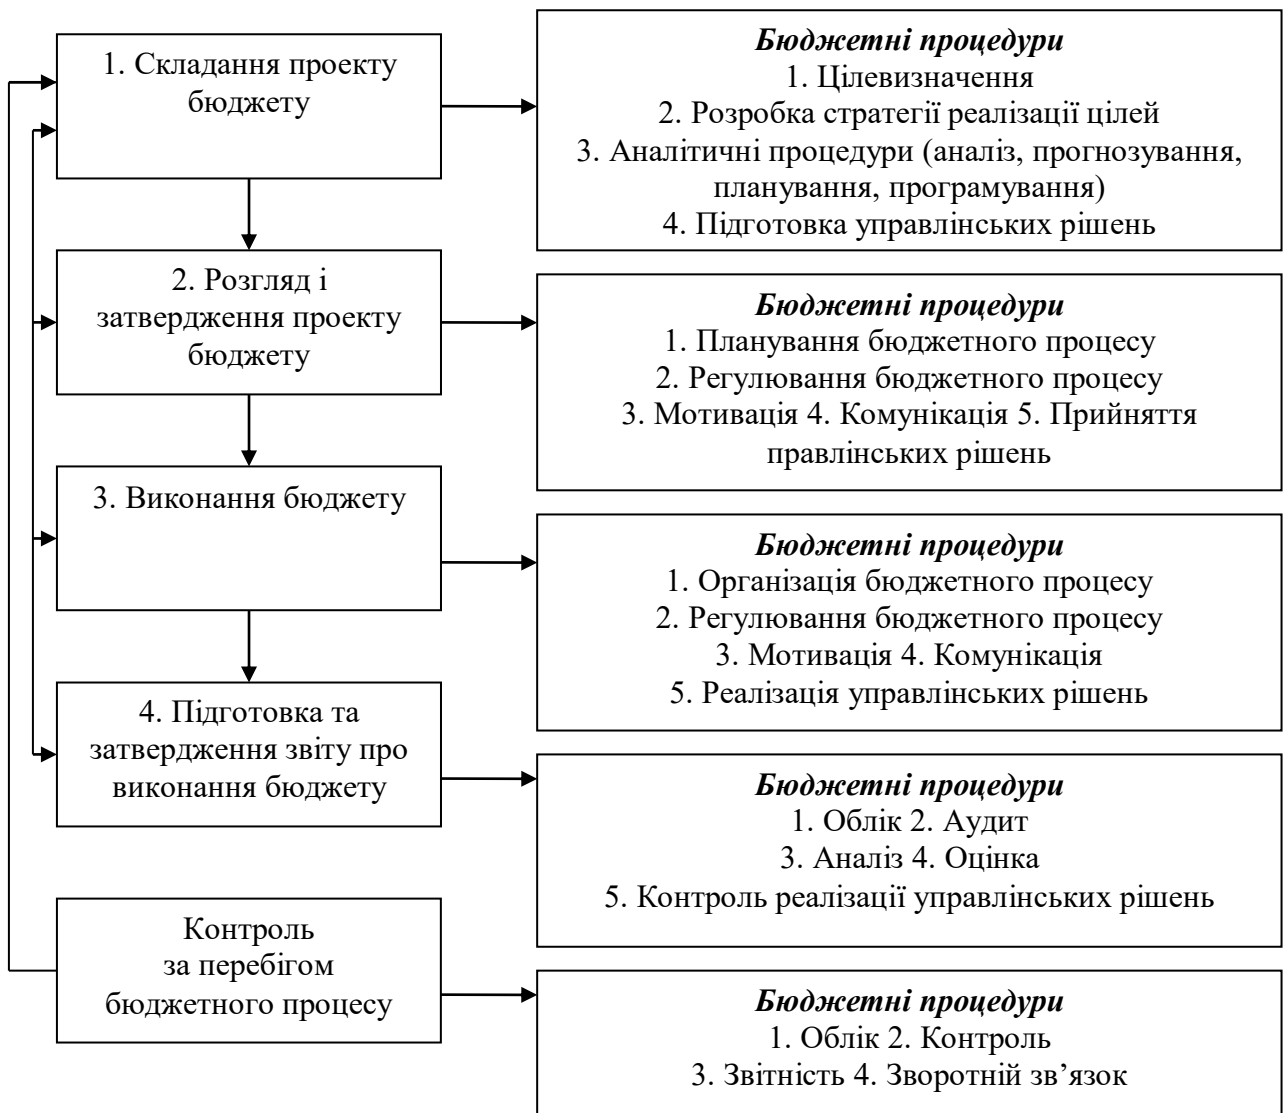 1. Складання проекту
бюджету
Бюджетні процедури
1. Цілевизначення
2. Розробка стратегії реалізації цілей
3. Аналітичні процедури (аналіз, прогнозування,
планування, програмування)
4. Підготовка управлінських рішень
2. Розгляд і
затвердження проекту
бюджету
Бюджетні процедури
1. Планування бюджетного процесу
2. Регулювання бюджетного процесу
3. Мотивація 4. Комунікація 5. Прийняття
правлінських рішень
3. Виконання бюджету
Бюджетні процедури
1. Організація бюджетного процесу
2. Регулювання бюджетного процесу
3. Мотивація 4. Комунікація
5. Реалізація управлінських рішень
4. Підготовка та
затвердження звіту про
виконання бюджету
Бюджетні процедури
1. Облік 2. Аудит
3. Аналіз 4. Оцінка
5. Контроль реалізації управлінських рішень
Контроль
за перебігом
бюджетного процесу
Бюджетні процедури
1. Облік 2. Контроль
3. Звітність 4. Зворотній зв’язок